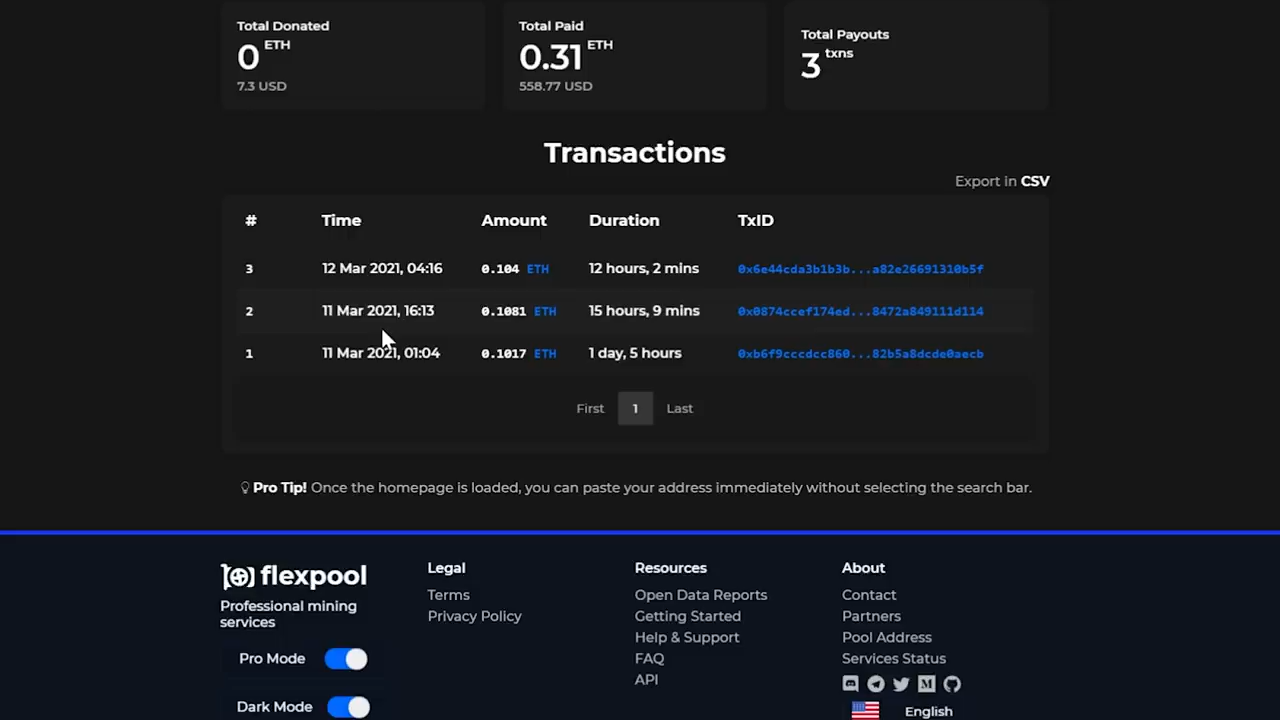 Total Donated
0 ETH
7.3 USD
Total Paid
0.31 ETH
558.77 USD
Total Payouts
3 txns
Transactions
Export in CSV
# Time Amount Duration TxID
3 12 Mar 2021, 04:16 0.104 ETH 12 hours, 2 mins 0x6e44cda3b1b3b...a82e26691310b5f
2 11 Mar 2021, 16:13 0.1081 ETH 15 hours, 9 mins 0x0874ccef174ed...8472a849111d114
1 11 Mar 2021, 01:04 0.1017 ETH 1 day, 5 hours 0xb6f9cccdcc860...82b5a8dcde0aecb
First 1 Last
Pro Tip! Once the homepage is loaded, you can paste your address immediately without selecting the search bar.
flexpool
Professional mining
services
Pro Mode
Dark Mode
Legal
Terms
Privacy Policy
Resources
Open Data Reports
Getting Started
Help & Support
FAQ
API
About
Contact
Partners
Pool Address
Services Status
English